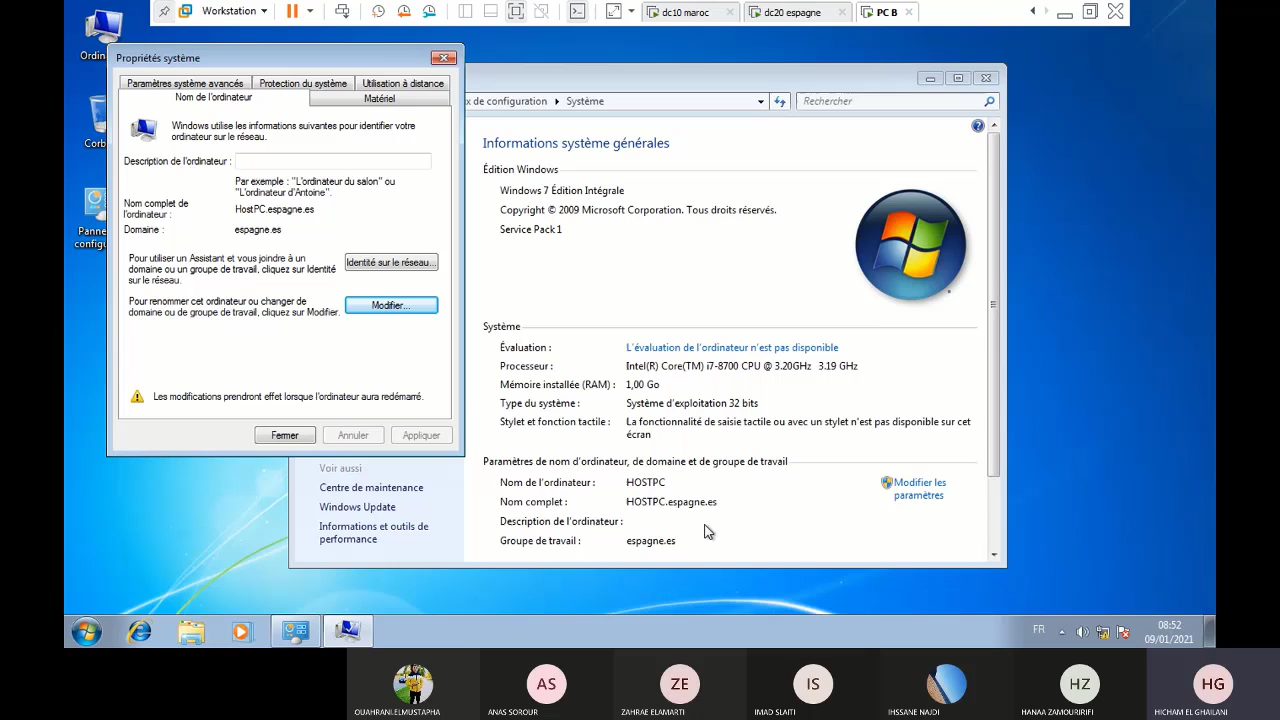 Workstation
dc10 maroc
dc20 espagne
PC B
Ordin
Corb
Panne
configu
Propriétés système
Paramètres système avancés
Protection du système
Utilisation à distance
Nom de l'ordinateur
Matériel
Windows utilise les informations suivantes pour identifier votre
ordinateur sur le réseau.
Description de l'ordinateur :
Par exemple : "L'ordinateur du salon" ou
"L'ordinateur d'Antoine".
Nom complet de
l'ordinateur :
HostPC.espagne.es
Domaine :
espagne.es
Pour utiliser un Assistant et vous joindre à un
domaine ou un groupe de travail, cliquez sur Identité
sur le réseau.
Identité sur le réseau...
Pour renommer cet ordinateur ou changer de
domaine ou de groupe de travail, cliquez sur Modifier.
Modifier...
Les modifications prendront effet lorsque l'ordinateur aura redémarré.
Fermer
Annuler
Appliquer
x de configuration
Système
Rechercher
Informations système générales
Édition Windows
Windows 7 Édition Intégrale
Copyright © 2009 Microsoft Corporation. Tous droits réservés.
Service Pack 1
Système
Évaluation :
L'évaluation de l'ordinateur n'est pas disponible
Processeur :
Intel(R) Core(TM) i7-8700 CPU @ 3.20GHz 3.19 GHz
Mémoire installée (RAM) :
1,00 Go
Type du système :
Système d'exploitation 32 bits
Stylet et fonction tactile :
La fonctionnalité de saisie tactile ou avec un stylet n'est pas disponible sur cet
écran
Paramètres de nom d'ordinateur, de domaine et de groupe de travail
Nom de l'ordinateur :
HOSTPC
Modifier les
paramètres
Nom complet :
HOSTPC.espagne.es
Description de l'ordinateur :
Groupe de travail :
espagne.es
Voir aussi
Centre de maintenance
Windows Update
Informations et outils de
performance
FR
08:52
09/01/2021
AS
ZE
IS
HZ
HG
OUAHRANI.ELMUSTAPHA
ANAS SOROUR
ZAHRAE ELAMARTI
IMAD SLAITI
IHSSANE NAJDI
HANAA ZAMOURIRIFI
HICHAM EL GHAILANI